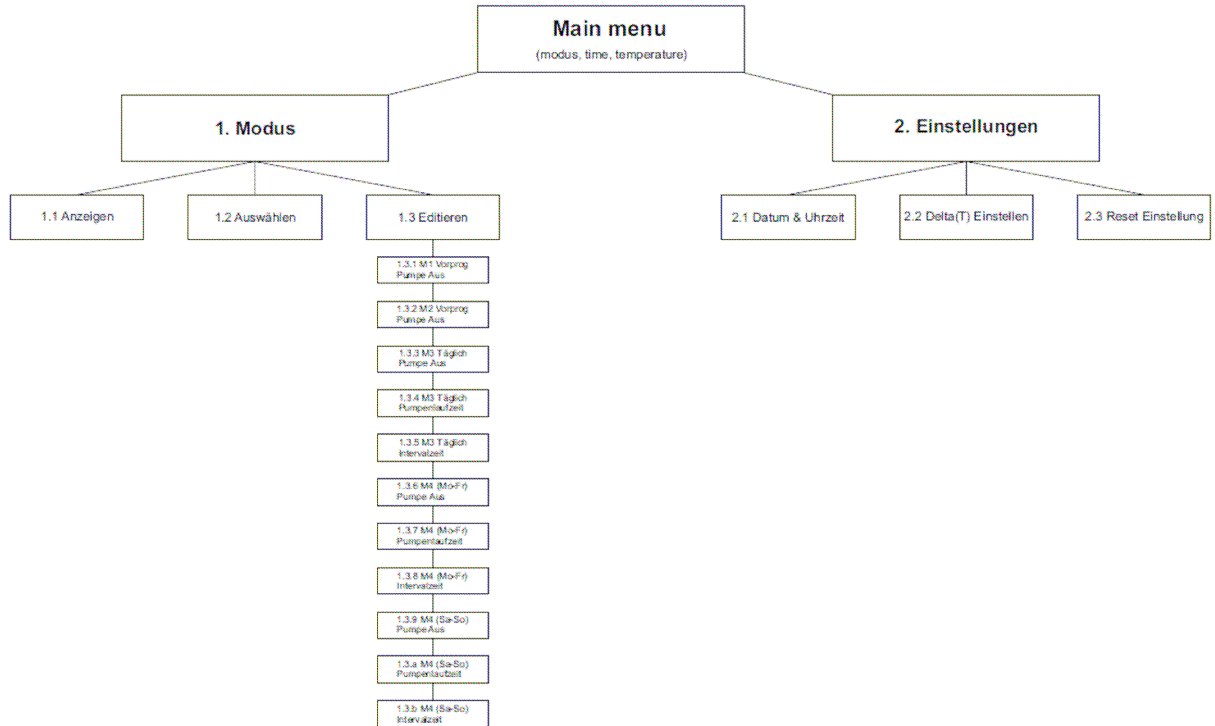 Main menu
(modus, time, temperature)
1. Modus
2. Einstellungen
1.1 Anzeigen
1.2 Auswählen
1.3 Editieren
2.1 Datum & Uhrzeit
2.2 Delta(T) Einstellen
2.3 Reset Einstellung
1.3.1 M1 Vorprog
Pumpe Aus
1.3.2 M2 Vorprog
Pumpe Aus
1.3.3 M3 Täglich
Pumpe Aus
1.3.4 M3 Täglich
Pumpenlaufzeit
1.3.5 M3 Täglich
Intervalzeit
1.3.6 M4 (Mo-Fr)
Pumpe Aus
1.3.7 M4 (Mo-Fr)
Pumpenlaufzeit
1.3.8 M4 (Mo-Fr)
Intervalzeit
1.3.9 M4 (Sa-So)
Pumpe Aus
1.3.a M4 (Sa-So)
Pumpenlaufzeit
1.3.b M4 (Sa-So)
Intervalzeit